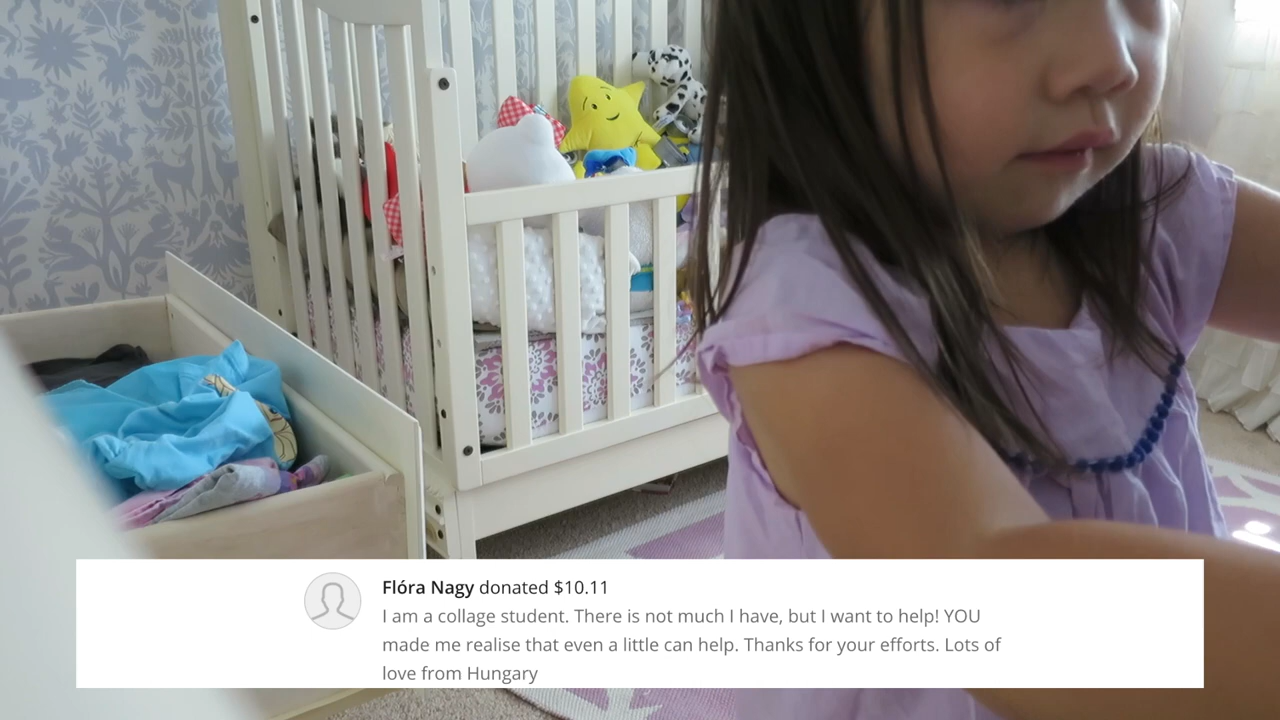 Flóra Nagy donated $10.11
I am a collage student. There is not much I have, but I want to help! YOU
made me realise that even a little can help. Thanks for your efforts. Lots of
love from Hungary